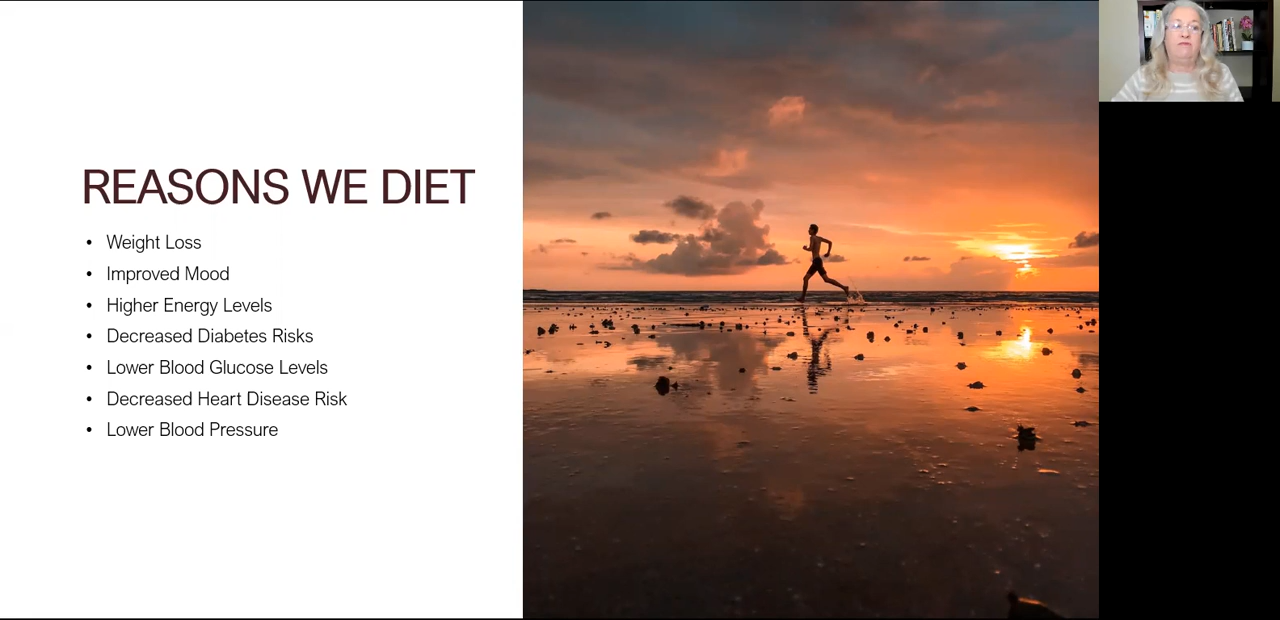 REASONS WE DIET
• Weight Loss
• Improved Mood
• Higher Energy Levels
• Decreased Diabetes Risks
• Lower Blood Glucose Levels
• Decreased Heart Disease Risk
• Lower Blood Pressure